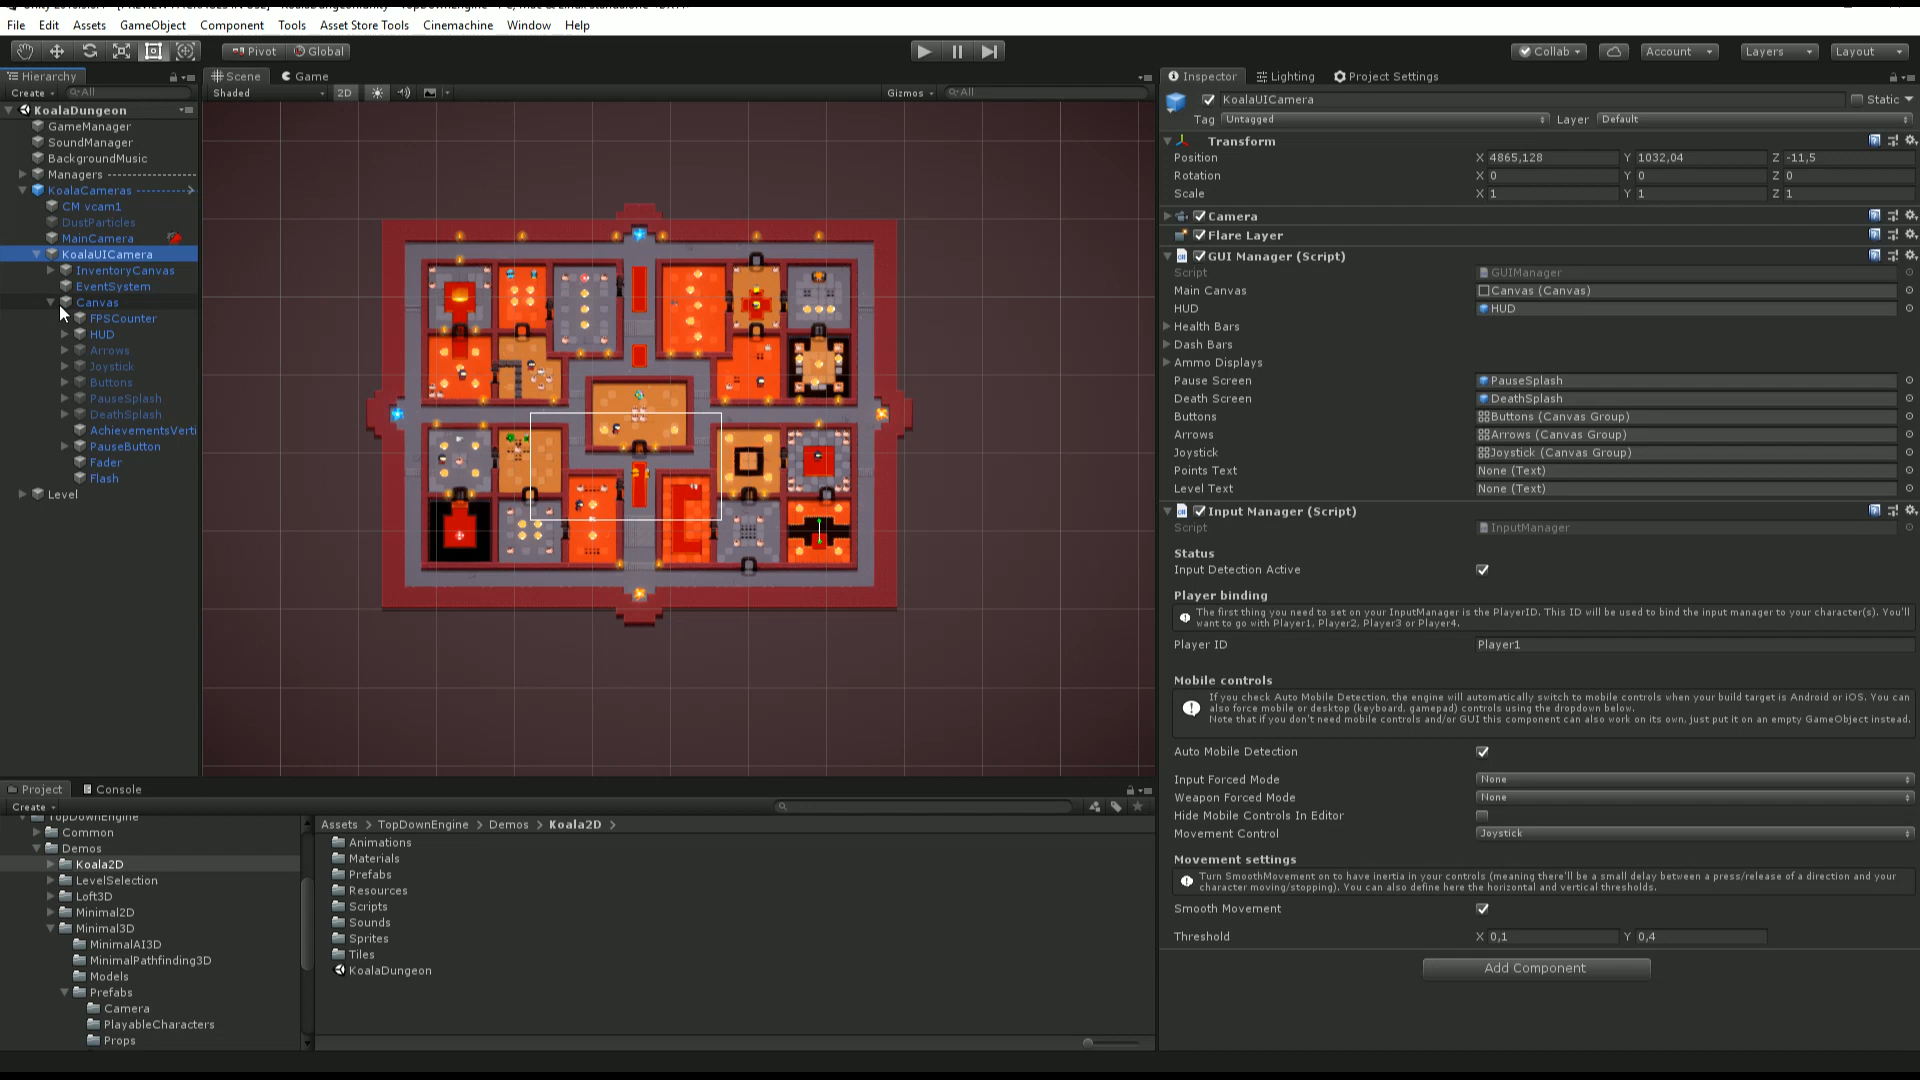 File Edit Assets GameObject Component Tools Asset Store Tools Cinemachine Window Help
Pivot Global Collab Account Layers Layout
Hierarchy Scene Game Inspector Lighting Project Settings
Create All Shaded 2D Gizmos All
KoalaDungeon
GameManager
SoundManager
BackgroundMusic
Managers
KoalaCameras
CM vcam1
DustParticles
MainCamera
KoalaUICamera
InventoryCanvas
EventSystem
Canvas
FPSCounter
HUD
Arrows
Joystick
Buttons
PauseSplash
DeathSplash
AchievementsVerti
PauseButton
Fader
Flash
Level
KoalaUICamera Static
Tag Untagged Layer Default
Transform
Position X 4865,128 Y 1032,04 Z -11,5
Rotation X 0 Y 0 Z 0
Scale X 1 Y 1 Z 1
Camera
Flare Layer
GUI Manager (Script)
Script GUIManager
Main Canvas Canvas (Canvas)
HUD HUD
Health Bars
Dash Bars
Ammo Displays
Pause Screen PauseSplash
Death Screen DeathSplash
Buttons Buttons (Canvas Group)
Arrows Arrows (Canvas Group)
Joystick Joystick (Canvas Group)
Points Text None (Text)
Level Text None (Text)
Input Manager (Script)
Script InputManager
Status
Input Detection Active
Player binding
The first thing you need to set on your InputManager is the PlayerID. This ID will be used to bind the input manager to your character(s). You'll
want to go with Player1, Player2, Player3 or Player4.
Player ID Player1
Mobile controls
If you check Auto Mobile Detection, the engine will automatically switch to mobile controls when your build target is Android or iOS. You can
also force mobile or desktop (keyboard, gamepad) controls using the dropdown below.
Note that if you don't need mobile controls and/or GUI this component can also work on its own, just put it on an empty GameObject instead.
Auto Mobile Detection
Input Forced Mode None
Weapon Forced Mode None
Hide Mobile Controls In Editor
Movement Control Joystick
Movement settings
Turn SmoothMovement on to have inertia in your controls (meaning there'll be a small delay between a press/release of a direction and your
character moving/stopping). You can also define here the horizontal and vertical thresholds.
Smooth Movement
Threshold X 0,1 Y 0,4
Add Component
Project Console
Create
TopDownEngine
Common
Demos
Koala2D
LevelSelection
Loft3D
Minimal2D
Minimal3D
MinimalAI3D
MinimalPathfinding3D
Models
Prefabs
Camera
PlayableCharacters
Props
Assets > TopDownEngine > Demos > Koala2D >
Animations
Materials
Prefabs
Resources
Scripts
Sounds
Sprites
Tiles
KoalaDungeon